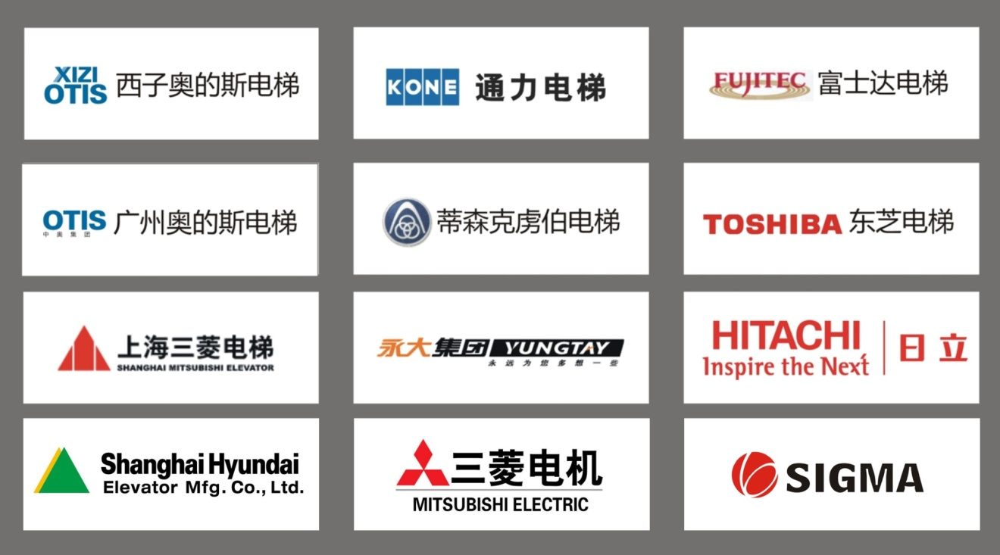 XIZI
OTIS 西子奥的斯电梯
KONE 通力电梯
FUJITEC 富士达电梯
OTIS 广州奥的斯电梯
中奥集团
蒂森克虏伯电梯
TOSHIBA 东芝电梯
上海三菱电梯
SHANGHAI MITSUBISHI ELEVATOR
永大集团 YUNGTAY
永远为您多想一些
HITACHI
Inspire the Next
日立
Shanghai Hyundai
Elevator Mfg. Co., Ltd.
三菱电机
MITSUBISHI ELECTRIC
SIGMA